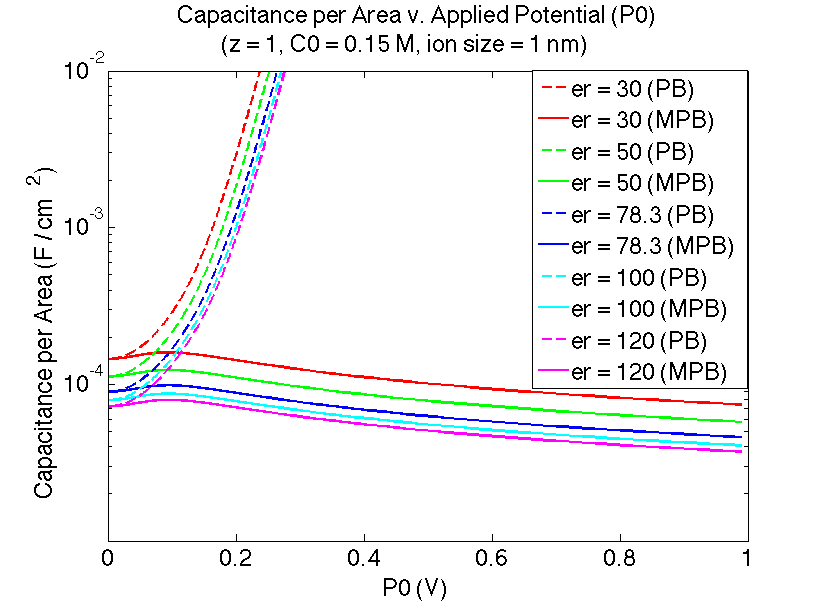 Capacitance per Area v. Applied Potential (P0)
(z = 1, C0 = 0.15 M, ion size = 1 nm)
Capacitance per Area (F / cm 2)
10-2
10-3
10-4
er = 30 (PB)
er = 30 (MPB)
er = 50 (PB)
er = 50 (MPB)
er = 78.3 (PB)
er = 78.3 (MPB)
er = 100 (PB)
er = 100 (MPB)
er = 120 (PB)
er = 120 (MPB)
0 0.2 0.4 0.6 0.8 1
P0 (V)